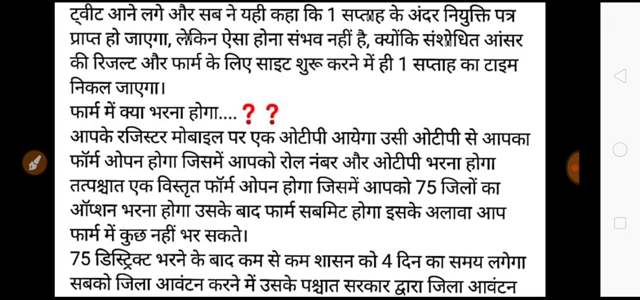 ट्वीट आने लगे और सब ने यही कहा कि 1 सप्ताह के अंदर नियुक्ति पत्र
प्राप्त हो जाएगा, लेकिन ऐसा होना संभव नहीं है, क्योंकि संशोधित आंसर
की रिजल्ट और फार्म के लिए साइट शुरू करने में ही 1 सप्ताह का टाइम
निकल जाएगा।
फार्म में क्या भरना होगा....❓❓
आपके रजिस्टर मोबाइल पर एक ओटीपी आयेगा उसी ओटीपी से आपका
फॉर्म ओपन होगा जिसमें आपको रोल नंबर और ओटीपी भरना होगा
तत्पश्चात एक विस्तृत फॉर्म ओपन होगा जिसमें आपको 75 जिलों का
ऑप्शन भरना होगा उसके बाद फार्म सबमिट होगा इसके अलावा आप
फार्म में कुछ नहीं भर सकते।
75 डिस्ट्रिक्ट भरने के बाद कम से कम शासन को 4 दिन का समय लगेगा
सबको जिला आवंटन करने में उसके पश्चात सरकार द्वारा जिला आवंटन